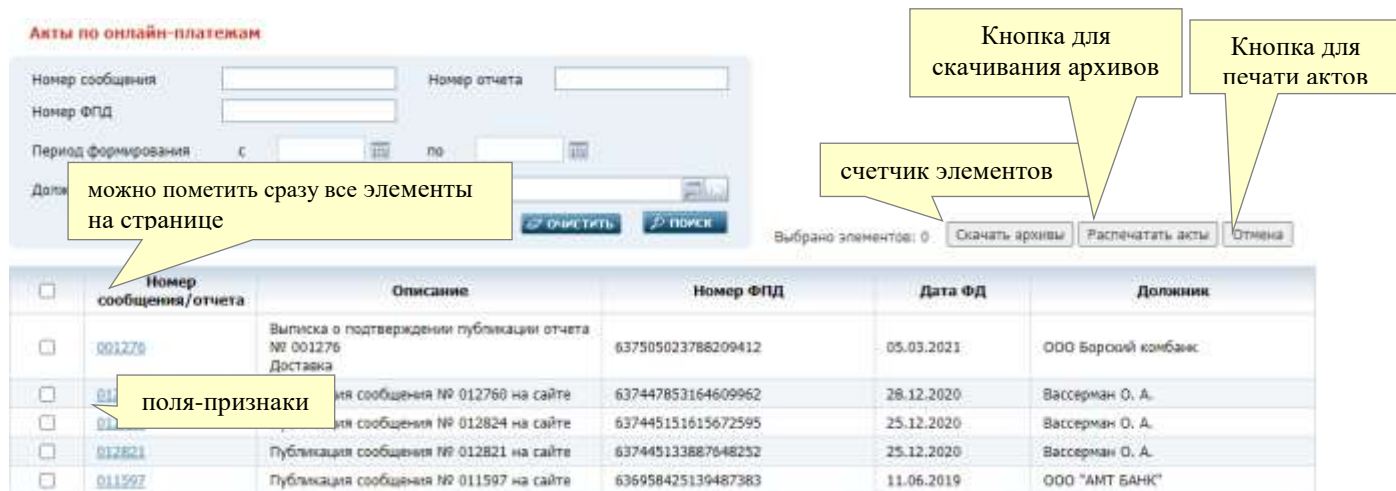 Акты по онлайн-платежам
Кнопка для
скачивания архивов
Кнопка для
печати актов
Номер сообщения
Номер отчета
Номер ФПД
Период формирования с по
счетчик элементов
Долж
можно пометить сразу все элементы
на странице
ОЧИСТИТЬ
ПОИСК
Выбрано элементов: 0 Скачать архивы Распечатать акты Отмена
Номер
сообщения/отчета Описание Номер ФПД Дата ФД Должник
Выписка о подтверждении публикации отчета
001276 № 001276 637505023788209412 05.03.2021 ООО Борский комбанк
Доставка
поля-признаки
сообщения № 012760 на сайте 637447853164609962 28.12.2020 Вассерман О. А.
сообщения № 012824 на сайте 637445151615672595 25.12.2020 Вассерман О. А.
012821 Публикация сообщения № 012821 на сайте 637445133887648252 25.12.2020 Вассерман О. А.
011597 Публикация сообщения № 011597 на сайте 636958425139487383 11.06.2019 ООО "АМТ БАНК"